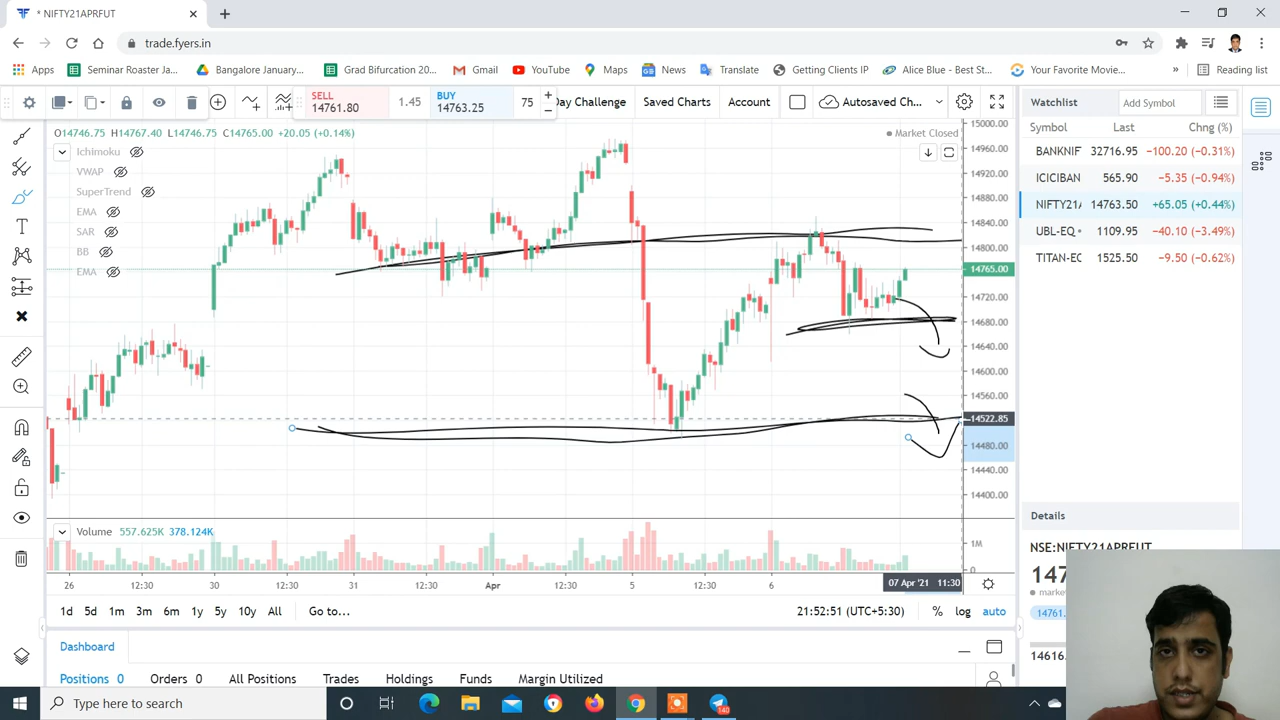 * NIFTY21APRFUT
trade.fyers.in
Apps Seminar Roaster Ja... Bangalore January,... Grad Bifurcation 20... Gmail YouTube Maps News Translate Getting Clients IP Alice Blue - Best St... Your Favorite Movie... » Reading list
SELL 14761.80 1.45 BUY 14763.25 75 Day Challenge Saved Charts Account Autosaved Ch...
O14746.75 H14767.40 L14746.75 C14765.00 +20.05 (+0.14%)
Market Closed
Ichimoku
VWAP
SuperTrend
EMA
SAR
BB
EMA
15000.00
14960.00
14920.00
14880.00
14840.00
14800.00
14765.00
14720.00
14680.00
14640.00
14600.00
14560.00
14522.85
14480.00
14440.00
14400.00
Volume 557.625K 378.124K
1M
0
26 12:30 30 12:30 31 12:30 Apr 12:30 5 12:30 6 07 Apr '21 11:30
1d 5d 1m 3m 6m 1y 5y 10y All Go to... 21:52:51 (UTC+5:30) % log auto
Dashboard
Positions 0 Orders 0 All Positions Trades Holdings Funds Margin Utilized
Watchlist Add Symbol
Symbol Last Chng (%)
BANKNIF 32716.95 −100.20 (−0.31%)
ICICIBAN 565.90 −5.35 (−0.94%)
NIFTY21A 14763.50 +65.05 (+0.44%)
UBL-EQ 1109.95 −40.10 (−3.49%)
TITAN-EC 1525.50 −9.50 (−0.62%)
Details
NSE:NIFTY21APRFUT
Type here to search
140